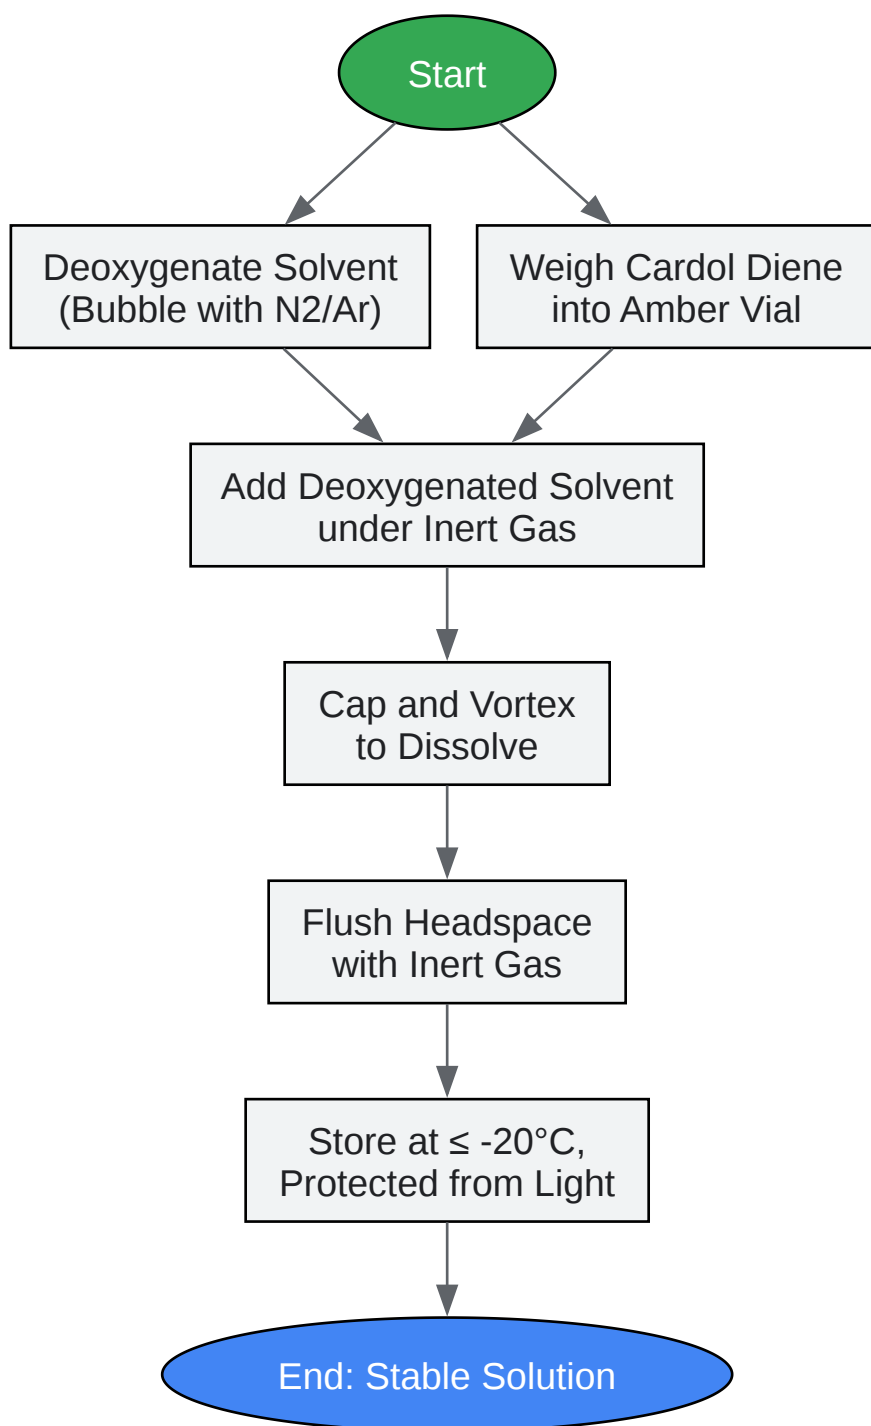 Start
Deoxygenate Solvent
(Bubble with N2/Ar)
Weigh Cardol Diene
into Amber Vial
Add Deoxygenated Solvent
under Inert Gas
Cap and Vortex
to Dissolve
Flush Headspace
with Inert Gas
Store at ≤ -20°C,
Protected from Light
End: Stable Solution